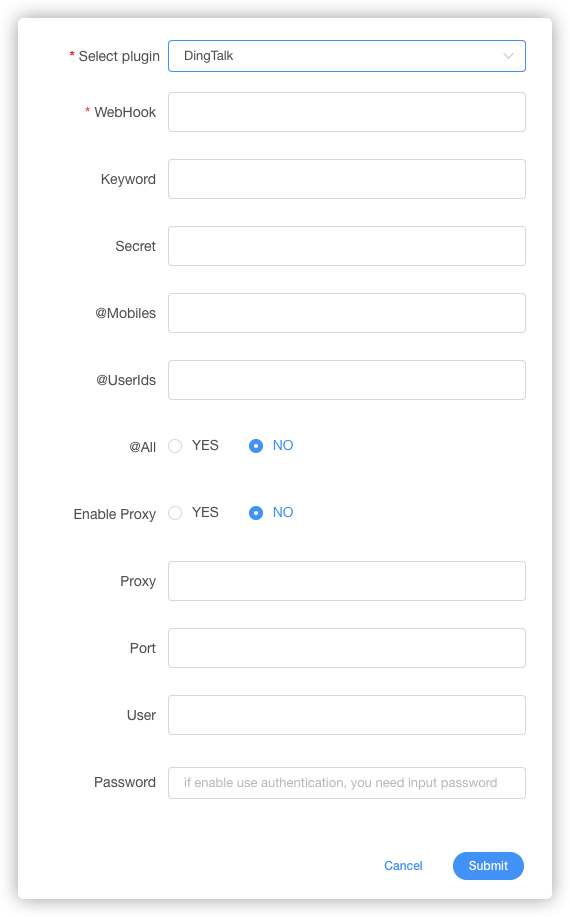 * Select plugin DingTalk
* WebHook
Keyword
Secret
@Mobiles
@UserIds
@All YES NO
Enable Proxy YES NO
Proxy
Port
User
Password if enable use authentication, you need input password
Cancel Submit